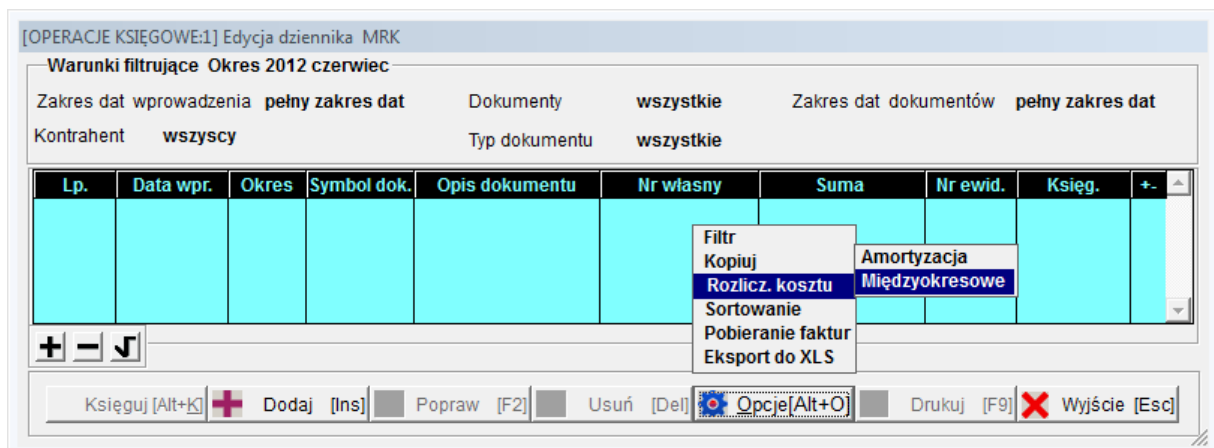 [OPERACJE KSIĘGOWE:1] Edycja dziennika MRK
Warunki filtrujące Okres 2012 czerwiec
Zakres dat wprowadzenia pełny zakres dat Dokumenty wszystkie Zakres dat dokumentów pełny zakres dat
Kontrahent wszyscy Typ dokumentu wszystkie
Lp. Data wpr. Okres Symbol dok. Opis dokumentu Nr własny Suma Nr ewid. Księg. +-
Filtr
Kopiuj Amortyzacja
Rozlicz. kosztu Międzyokresowe
Sortowanie
Pobieranie faktur
Eksport do XLS
Księguj [Alt+K] Dodaj [Ins] Popraw [F2] Usuń [Del] Opcje[Alt+O] Drukuj [F9] Wyjście [Esc]